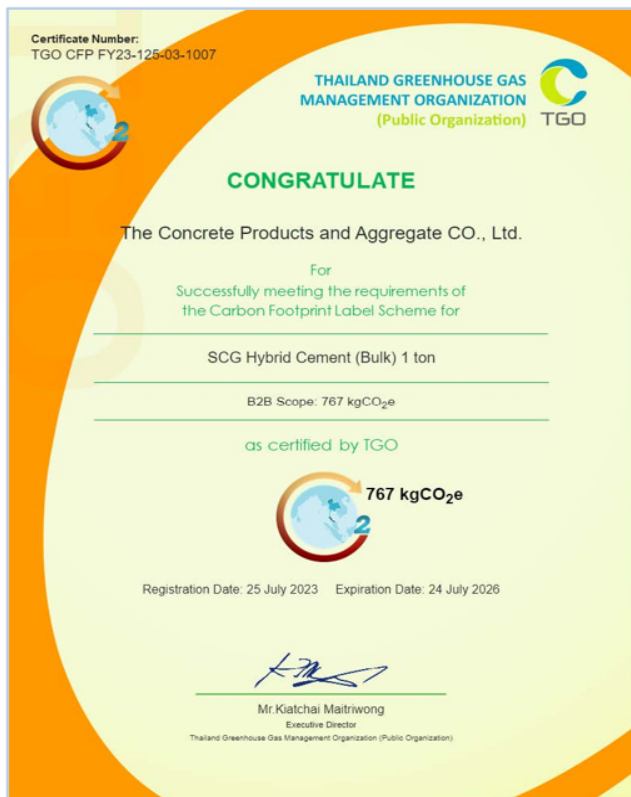 Certificate Number:
TGO CFP FY23-125-03-1007
THAILAND GREENHOUSE GAS
MANAGEMENT ORGANIZATION
(Public Organization)
TGO
2
CONGRATULATE
The Concrete Products and Aggregate CO., Ltd.
For
Successfully meeting the requirements of
the Carbon Footprint Label Scheme for
SCG Hybrid Cement (Bulk) 1 ton
B2B Scope: 767 kgCO₂e
as certified by TGO
767 kgCO₂e
2
Registration Date: 25 July 2023 Expiration Date: 24 July 2026
Mr.Kiatchai Maitriwong
Executive Director
Thailand Greenhouse Gas Management Organization (Public Organization)